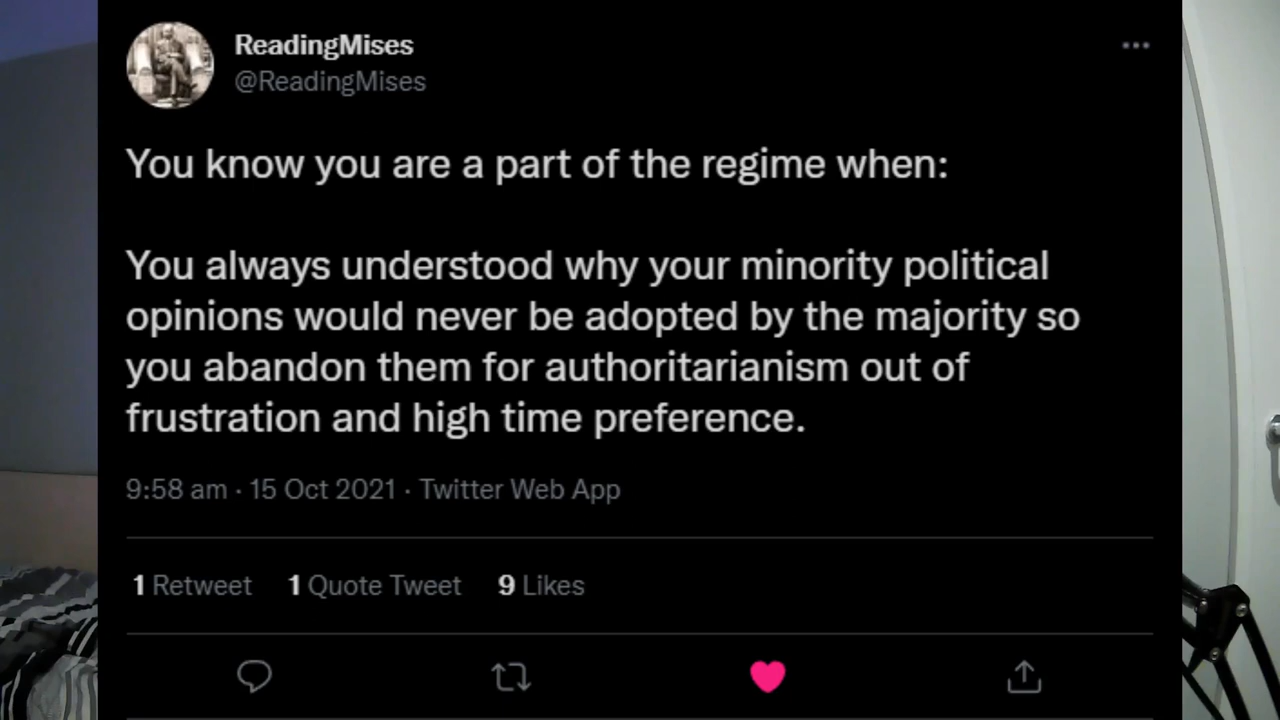 ReadingMises
@ReadingMises
You know you are a part of the regime when:
You always understood why your minority political
opinions would never be adopted by the majority so
you abandon them for authoritarianism out of
frustration and high time preference.
9:58 am · 15 Oct 2021 · Twitter Web App
1 Retweet 1 Quote Tweet 9 Likes